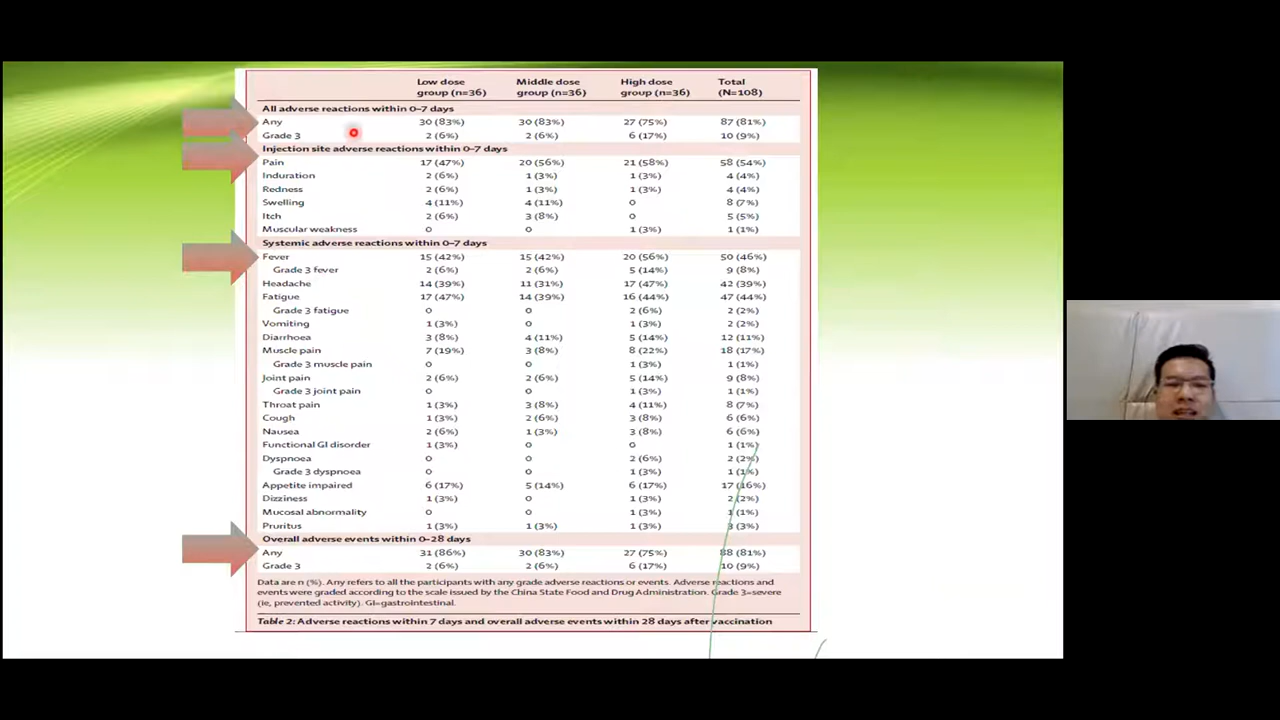 Low dose group (n=36) Middle dose group (n=36) High dose group (n=36) Total (N=108)
All adverse reactions within 0–7 days
Any 30 (83%) 30 (83%) 27 (75%) 87 (81%)
Grade 3 2 (6%) 2 (6%) 6 (17%) 10 (9%)
Injection site adverse reactions within 0–7 days
Pain 17 (47%) 20 (56%) 21 (58%) 58 (54%)
Induration 2 (6%) 1 (3%) 1 (3%) 4 (4%)
Redness 2 (6%) 1 (3%) 1 (3%) 4 (4%)
Swelling 4 (11%) 4 (11%) 0 8 (7%)
Itch 2 (6%) 3 (8%) 0 5 (5%)
Muscular weakness 0 0 1 (3%) 1 (1%)
Systemic adverse reactions within 0–7 days
Fever 15 (42%) 15 (42%) 20 (56%) 50 (46%)
Grade 3 fever 2 (6%) 2 (6%) 5 (14%) 9 (8%)
Headache 14 (39%) 11 (31%) 17 (47%) 42 (39%)
Fatigue 17 (47%) 14 (39%) 16 (44%) 47 (44%)
Grade 3 fatigue 0 0 2 (6%) 2 (2%)
Vomiting 1 (3%) 0 1 (3%) 2 (2%)
Diarrhoea 3 (8%) 4 (11%) 5 (14%) 12 (11%)
Muscle pain 7 (19%) 3 (8%) 8 (22%) 18 (17%)
Grade 3 muscle pain 0 0 1 (3%) 1 (1%)
Joint pain 2 (6%) 2 (6%) 5 (14%) 9 (8%)
Grade 3 joint pain 0 0 1 (3%) 1 (1%)
Throat pain 1 (3%) 3 (8%) 4 (11%) 8 (7%)
Cough 1 (3%) 2 (6%) 3 (8%) 6 (6%)
Nausea 2 (6%) 1 (3%) 3 (8%) 6 (6%)
Functional GI disorder 1 (3%) 0 0 1 (1%)
Dyspnoea 0 0 2 (6%) 2 (2%)
Grade 3 dyspnoea 0 0 1 (3%) 1 (1%)
Appetite impaired 6 (17%) 5 (14%) 6 (17%) 17 (16%)
Dizziness 1 (3%) 0 1 (3%) 2 (2%)
Mucosal abnormality 0 0 1 (3%) 1 (1%)
Pruritus 1 (3%) 1 (3%) 1 (3%) 3 (3%)
Overall adverse events within 0–28 days
Any 31 (86%) 30 (83%) 27 (75%) 88 (81%)
Grade 3 2 (6%) 2 (6%) 6 (17%) 10 (9%)
Data are n (%). Any refers to all the participants with any grade adverse reactions or events. Adverse reactions and
events were graded according to the scale issued by the China State Food and Drug Administration. Grade 3=severe
(ie, prevented activity). GI=gastrointestinal.
Table 2: Adverse reactions within 7 days and overall adverse events within 28 days after vaccination